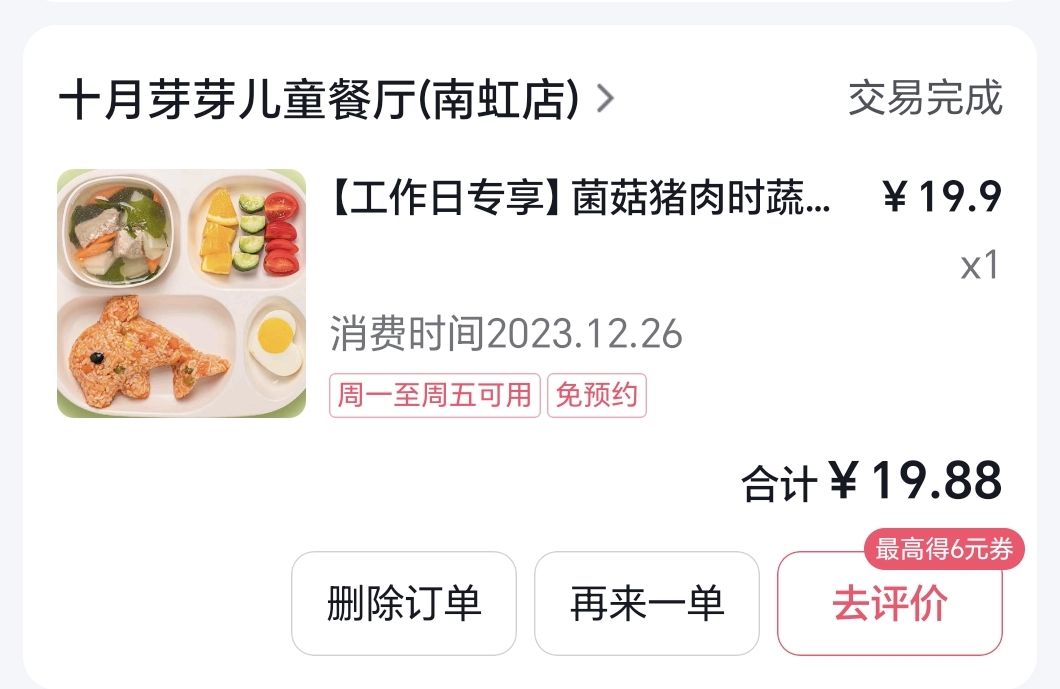 十月芽芽儿童餐厅(南虹店) >
交易完成
【工作日专享】菌菇猪肉时蔬...
¥19.9
x1
消费时间2023.12.26
周一至周五可用
免预约
合计¥19.88
最高得6元券
删除订单
再来一单
去评价